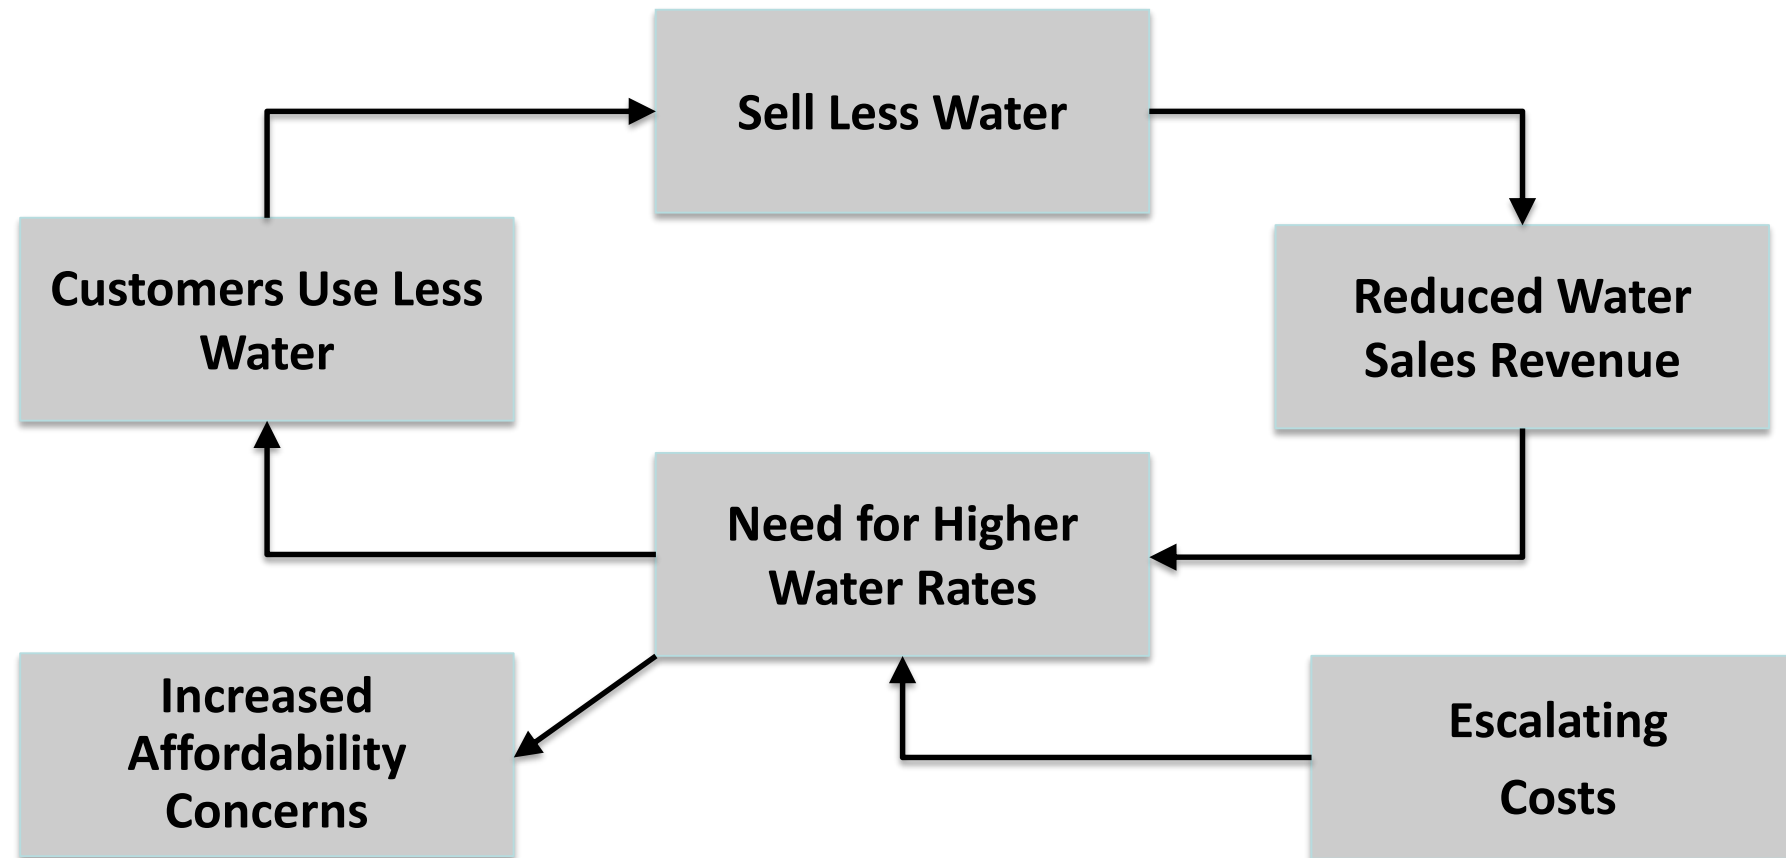 Sell Less Water
Customers Use Less
Water
Reduced Water
Sales Revenue
Need for Higher
Water Rates
Increased
Affordability
Concerns
Escalating
Costs